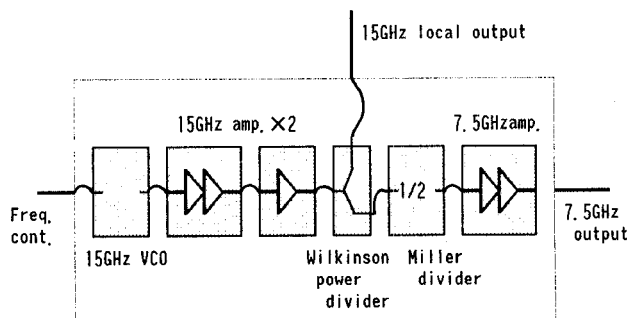 15GHz local output
15GHz amp. ×2
7.5GHzamp.
1/2
Freq.
cont.
15GHz VCO
Wilkinson
power
divider
Miller
divider
7.5GHz
output